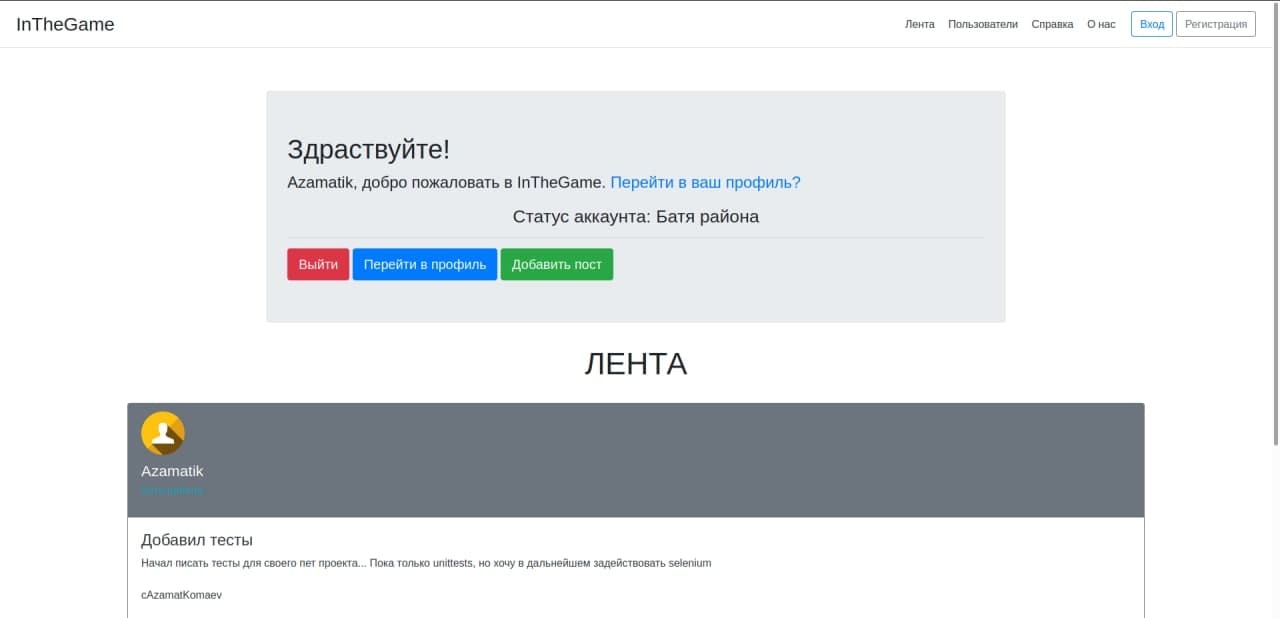 InTheGame
Лента Пользователи Справка О нас Вход Регистрация
Здраствуйте!
Azamatik, добро пожаловать в InTheGame. Перейти в ваш профиль?
Статус аккаунта: Батя района
Выйти Перейти в профиль Добавить пост
ЛЕНТА
Azamatik
Добавил тесты
Начал писать тесты для своего пет проекта... Пока только unittests, но хочу в дальнейшем задействовать selenium
cAzamatKomaev